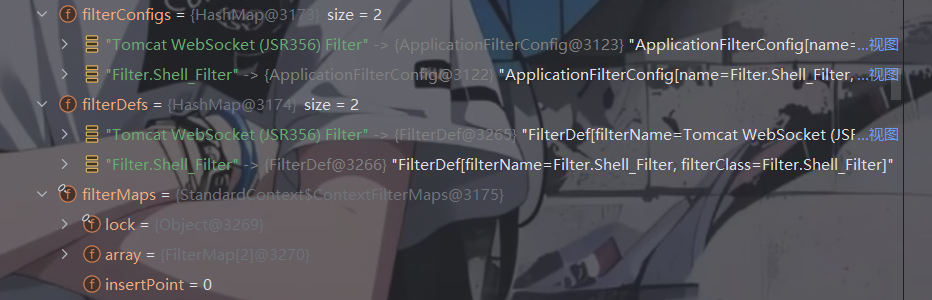 filterConfigs = {HashMap@3173} size = 2
"Tomcat WebSocket (JSR356) Filter" -> {ApplicationFilterConfig@3123} "ApplicationFilterConfig[name= ...视图
"Filter.Shell_Filter" -> {ApplicationFilterConfig@3122} "ApplicationFilterConfig[name=Filter.Shell_Filter, ...视图
filterDefs = {HashMap@3174} size = 2
"Tomcat WebSocket (JSR356) Filter" -> {FilterDef@3265} "FilterDef[filterName=Tomcat WebSocket (JSF ...视图
"Filter.Shell_Filter" -> {FilterDef@3266} "FilterDef[filterName=Filter.Shell_Filter, filterClass=Filter.Shell_Filter]"
filterMaps = {StandardContext$ContextFilterMaps@3175}
lock = {Object@3269}
array = {FilterMap[2]@3270}
insertPoint = 0